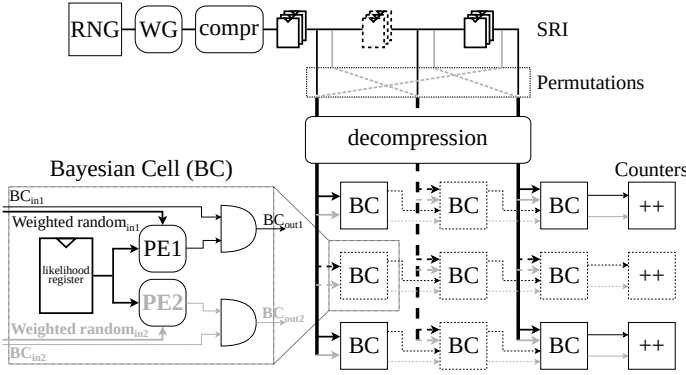 RNG WG compr SRI
Permutations
decompression
Bayesian Cell (BC)
Counters
BCin1
Weighted randomin1
BCout1
PE1
likelihood
register
PE2
BCout2
Weighted randomin2
BCin2
BC BC BC ++
BC BC BC ++
BC BC BC ++